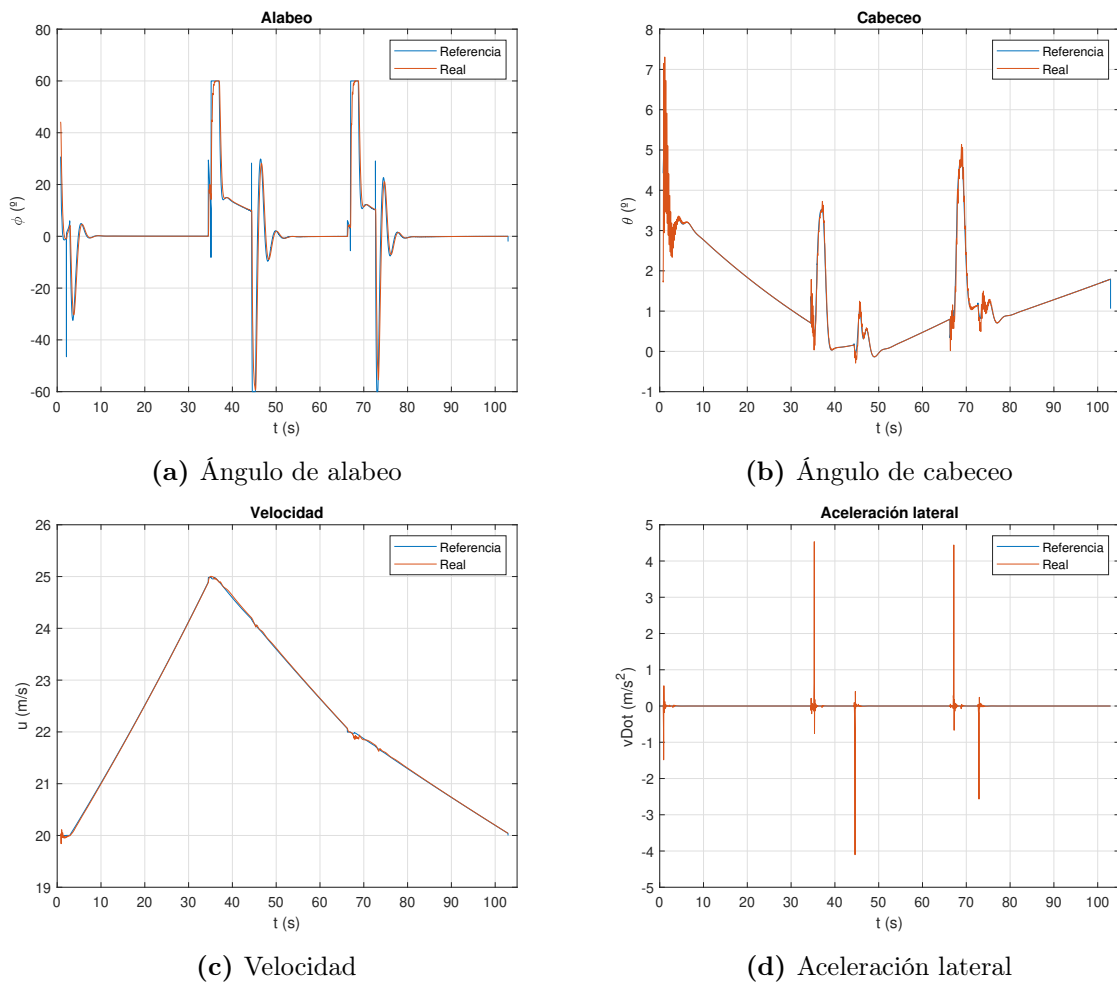 Alabeo
80
60
40
20
0
-20
-40
-60
ϕ (º)
0 10 20 30 40 50 60 70 80 90 100
t (s)
Referencia
Real
(a) Ángulo de alabeo
Cabeceo
8
7
6
5
4
3
2
1
0
-1
θ (º)
0 10 20 30 40 50 60 70 80 90 100
t (s)
Referencia
Real
(b) Ángulo de cabeceo
Velocidad
26
25
24
23
22
21
20
19
u (m/s)
0 10 20 30 40 50 60 70 80 90 100
t (s)
Referencia
Real
(c) Velocidad
Aceleración lateral
5
4
3
2
1
0
-1
-2
-3
-4
-5
vDot (m/s²)
0 10 20 30 40 50 60 70 80 90 100
t (s)
Referencia
Real
(d) Aceleración lateral